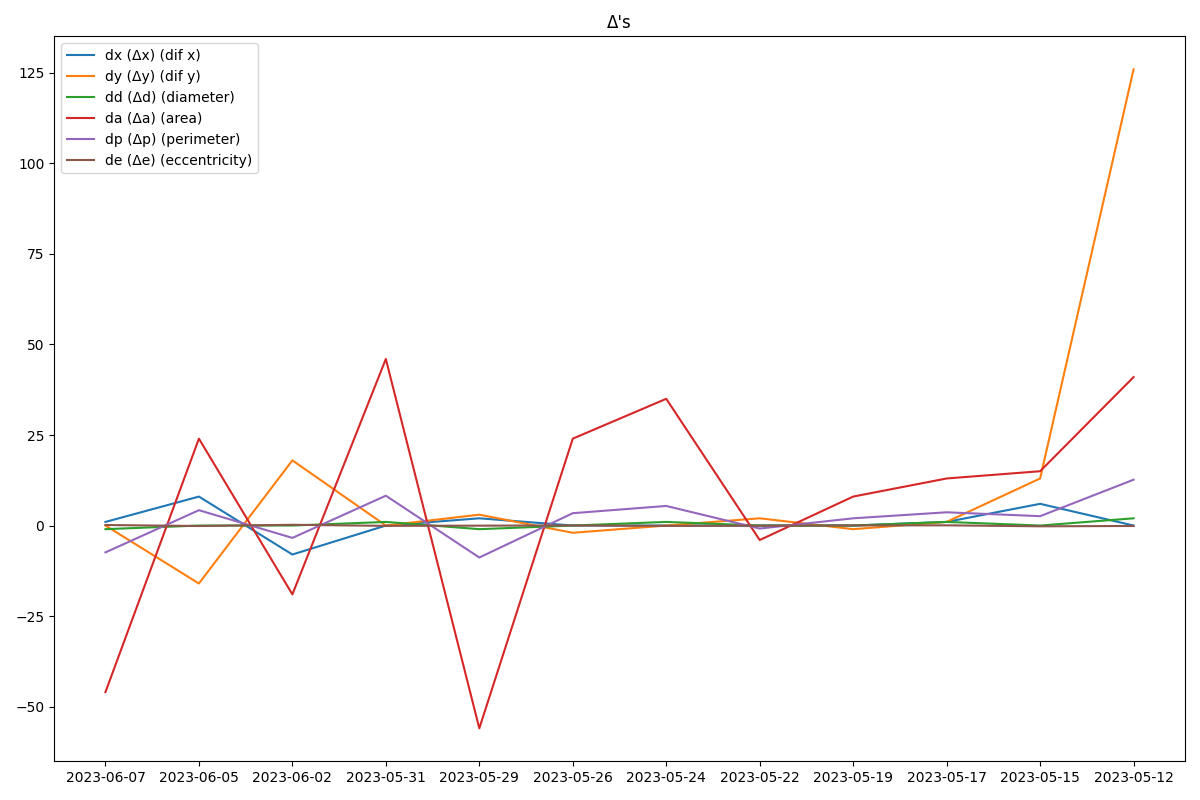 Δ's
dx (Δx) (dif x)
dy (Δy) (dif y)
dd (Δd) (diameter)
da (Δa) (area)
dp (Δp) (perimeter)
de (Δe) (eccentricity)
125
100
75
50
25
0
−25
−50
2023-06-07 2023-06-05 2023-06-02 2023-05-31 2023-05-29 2023-05-26 2023-05-24 2023-05-22 2023-05-19 2023-05-17 2023-05-15 2023-05-12